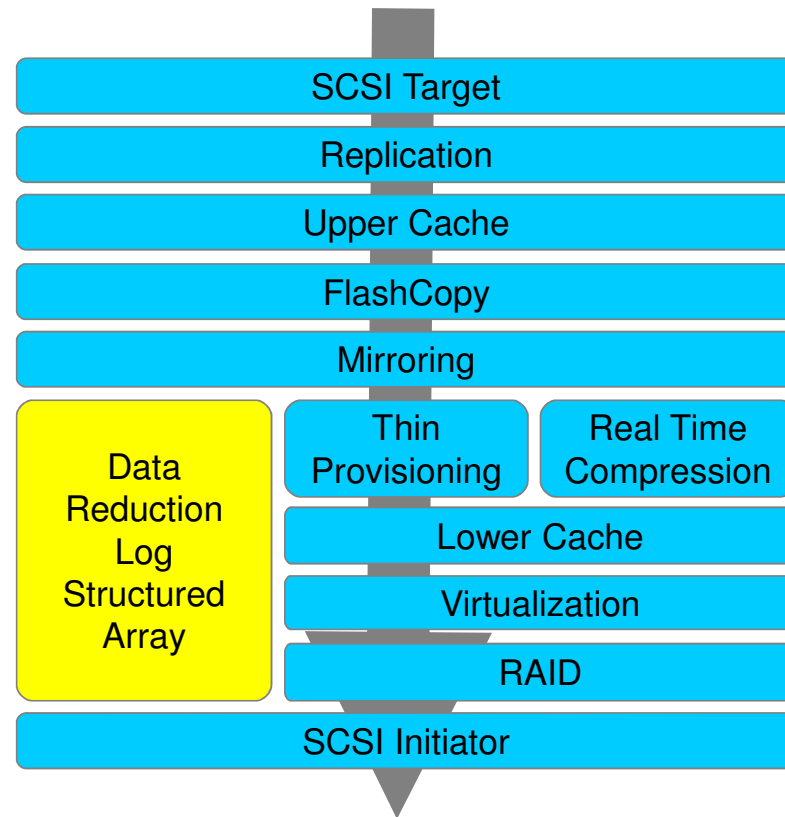 SCSI Target
Replication
Upper Cache
FlashCopy
Mirroring
Data
Reduction
Log
Structured
Array
Thin
Provisioning
Real Time
Compression
Lower Cache
Virtualization
RAID
SCSI Initiator